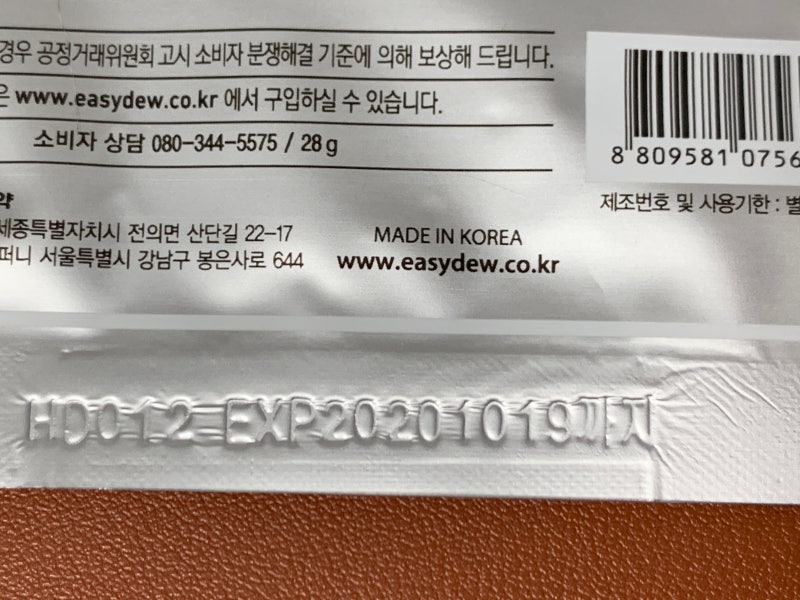 경우 공정거래위원회 고시 소비자 분쟁해결 기준에 의해 보상해 드립니다.
은 www.easydew.co.kr 에서 구입하실 수 있습니다.
소비자 상담 080-344-5575 / 28 g
8 809581 0756
제조번호 및 사용기한 : 별
약
세종특별자치시 전의면 산단길 22-17
퍼니 서울특별시 강남구 봉은사로 644
MADE IN KOREA
www.easydew.co.kr
HD012 EXP20201019까지